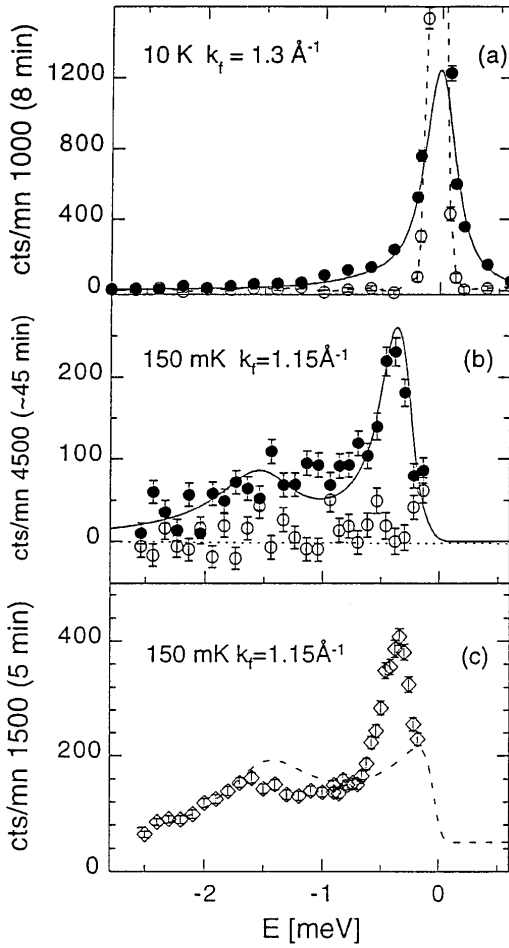 10 K k_f = 1.3 Å⁻¹ (a)
1200
800
400
0
cts/mn 1000 (8 min)
150 mK k_f=1.15Å⁻¹ (b)
200
100
0
cts/mn 4500 (~45 min)
150 mK k_f=1.15Å⁻¹ (c)
400
200
0
cts/mn 1500 (5 min)
-2 -1 0
E [meV]